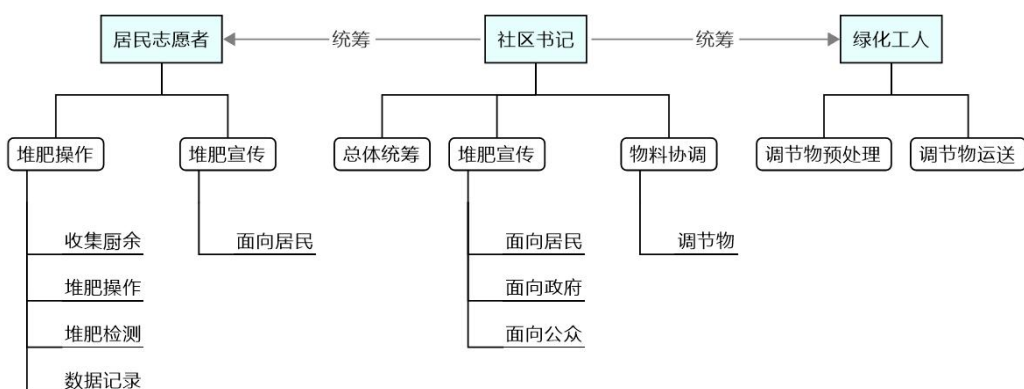 居民志愿者
统筹
社区书记
统筹
绿化工人
堆肥操作
堆肥宣传
总体统筹
堆肥宣传
物料协调
调节物预处理
调节物运送
收集厨余
面向居民
面向居民
调节物
堆肥操作
面向政府
堆肥检测
面向公众
数据记录